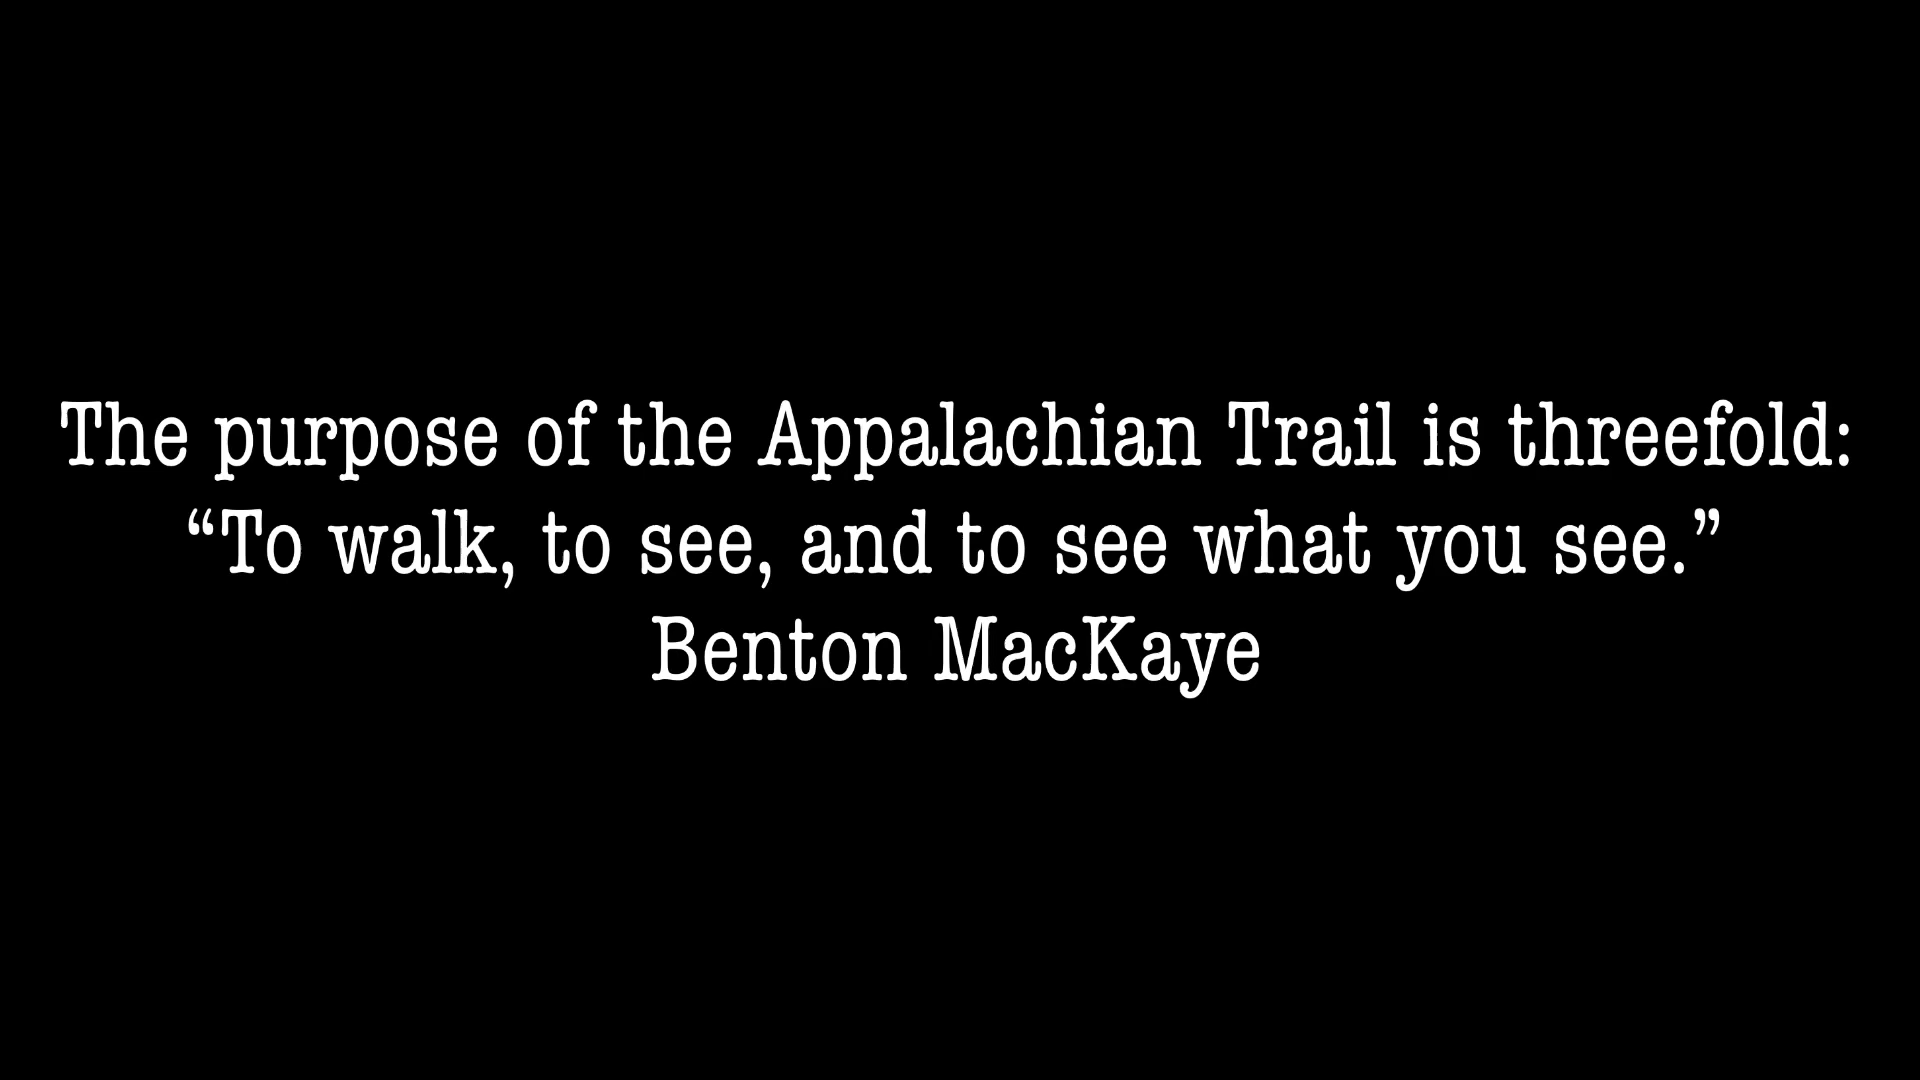 The purpose of the Appalachian Trail is threefold:
“To walk, to see, and to see what you see.”
Benton MacKaye